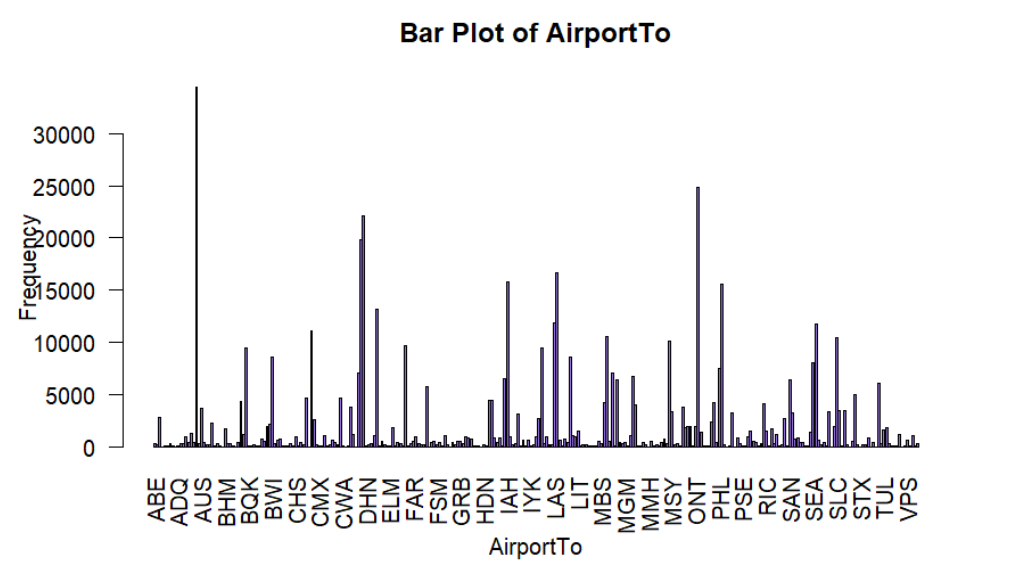 Bar Plot of AirportTo
30000
25000
20000
15000
10000
5000
0
Frequency
ABE ADQ AUS BHM BQK BWI CHS CMX CWA DHN ELM FAR FSM GRB HDN IAH IYK LAS LIT MBS MGM MMH MSY ONT PHL PSE RIC SAN SEA SLC STX TUL VPS
AirportTo